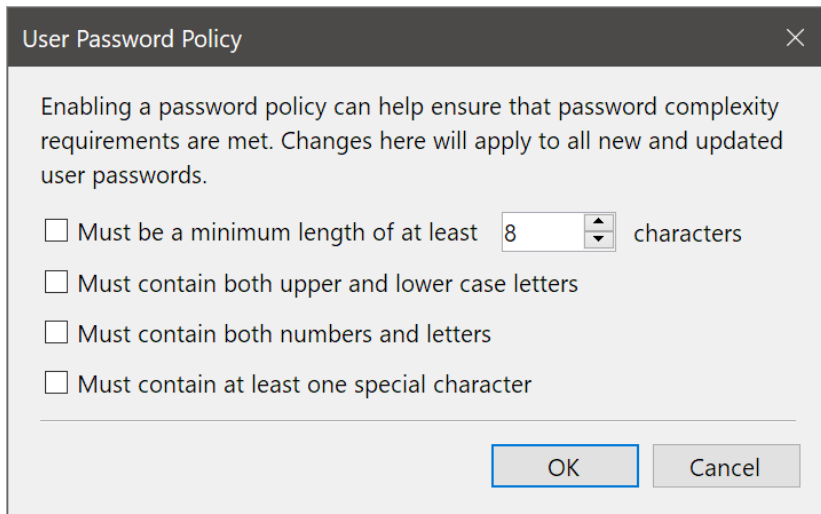 User Password Policy
Enabling a password policy can help ensure that password complexity
requirements are met. Changes here will apply to all new and updated
user passwords.
Must be a minimum length of at least 8 characters
Must contain both upper and lower case letters
Must contain both numbers and letters
Must contain at least one special character
OK Cancel